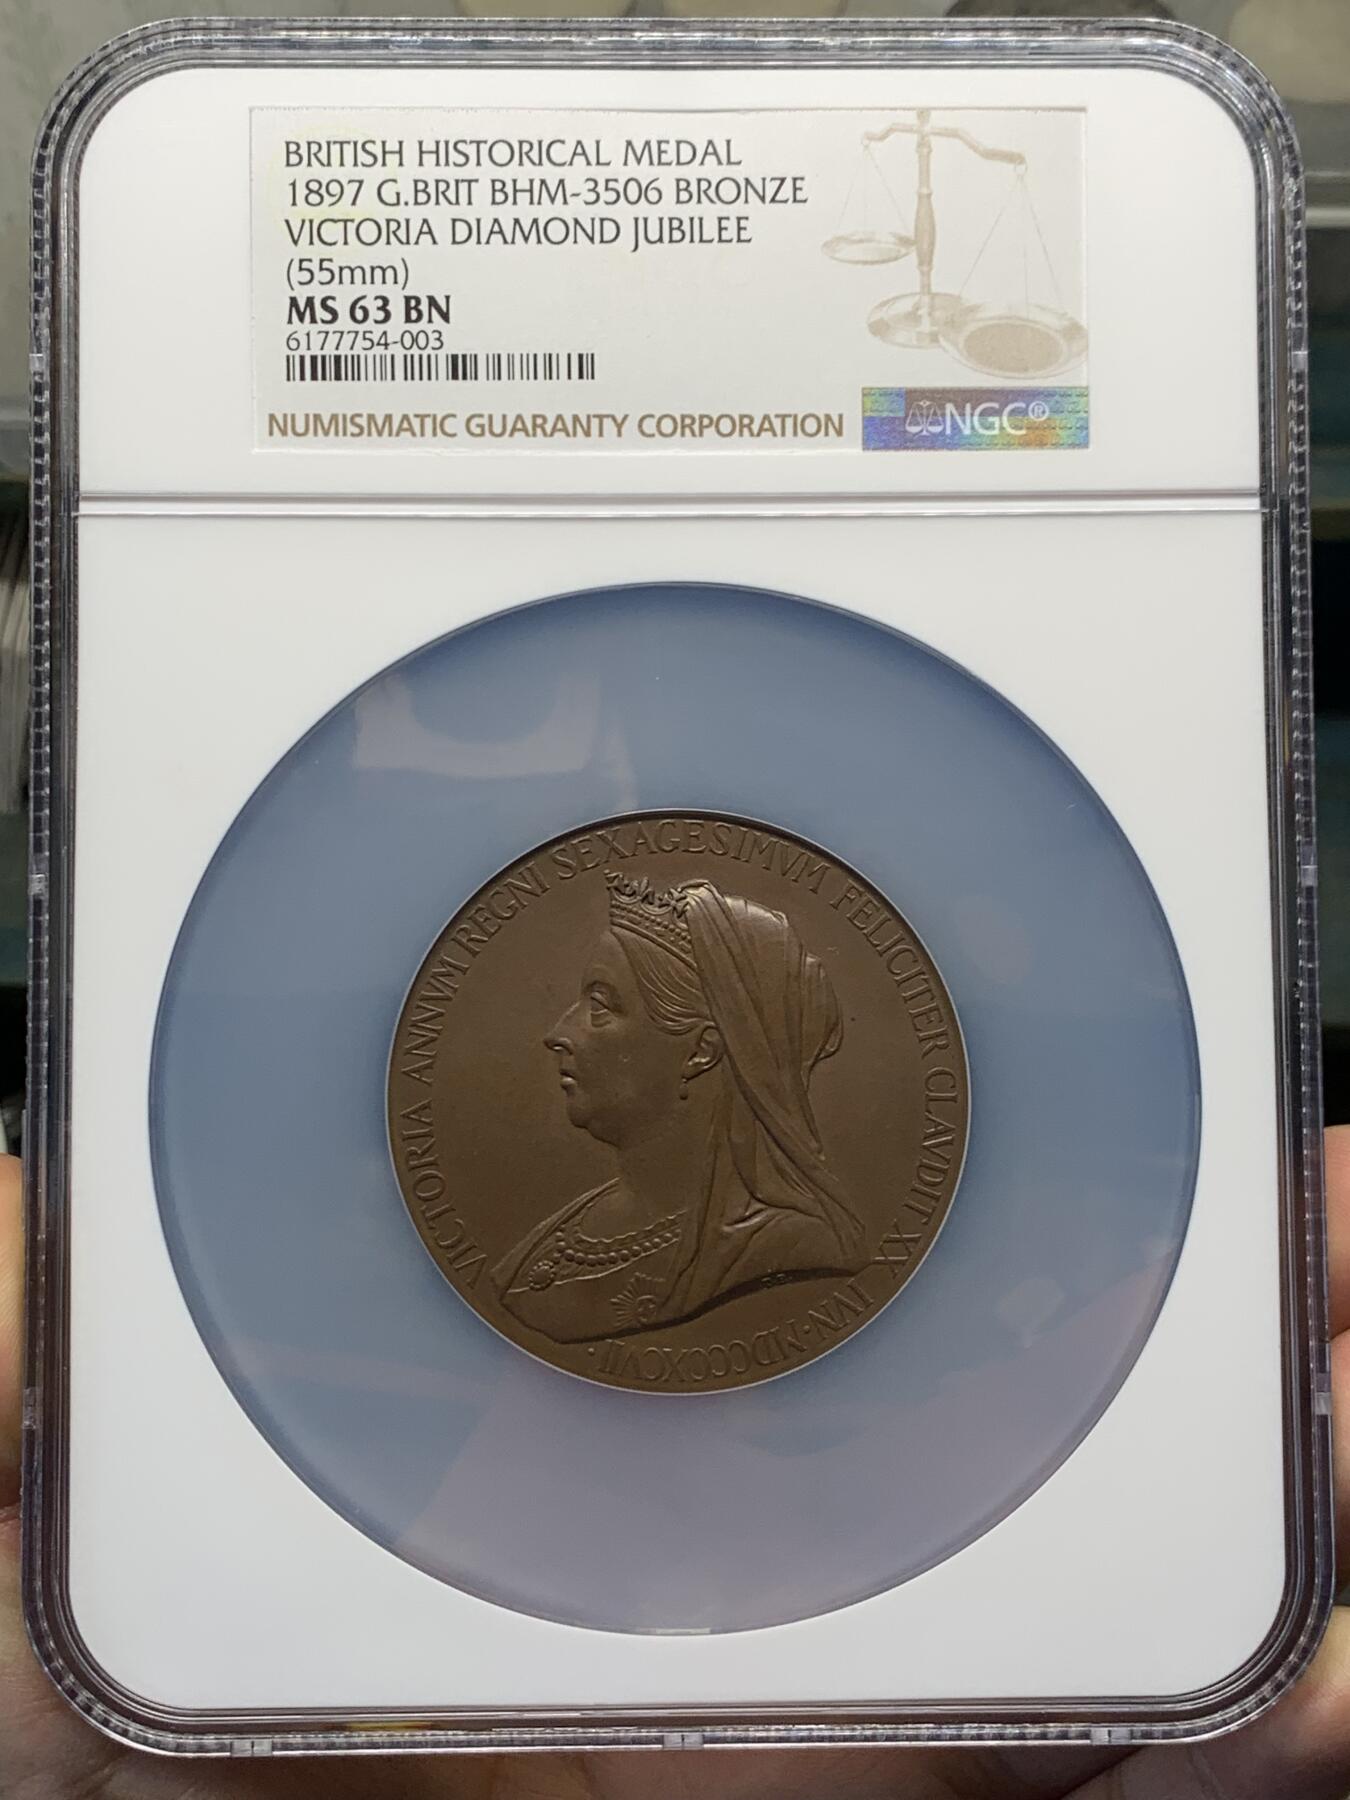 BRITISH HISTORICAL MEDAL
1897 G.BRIT BHM-3506 BRONZE
VICTORIA DIAMOND JUBILEE
(55mm)
MS 63 BN
6177754-003
NUMISMATIC GUARANTY CORPORATION
NGC®
VICTORIA ANNVM REGNI SEXAGESIMVM FELICITER CLAVDIT XX IVN·MDCCCXCVII·